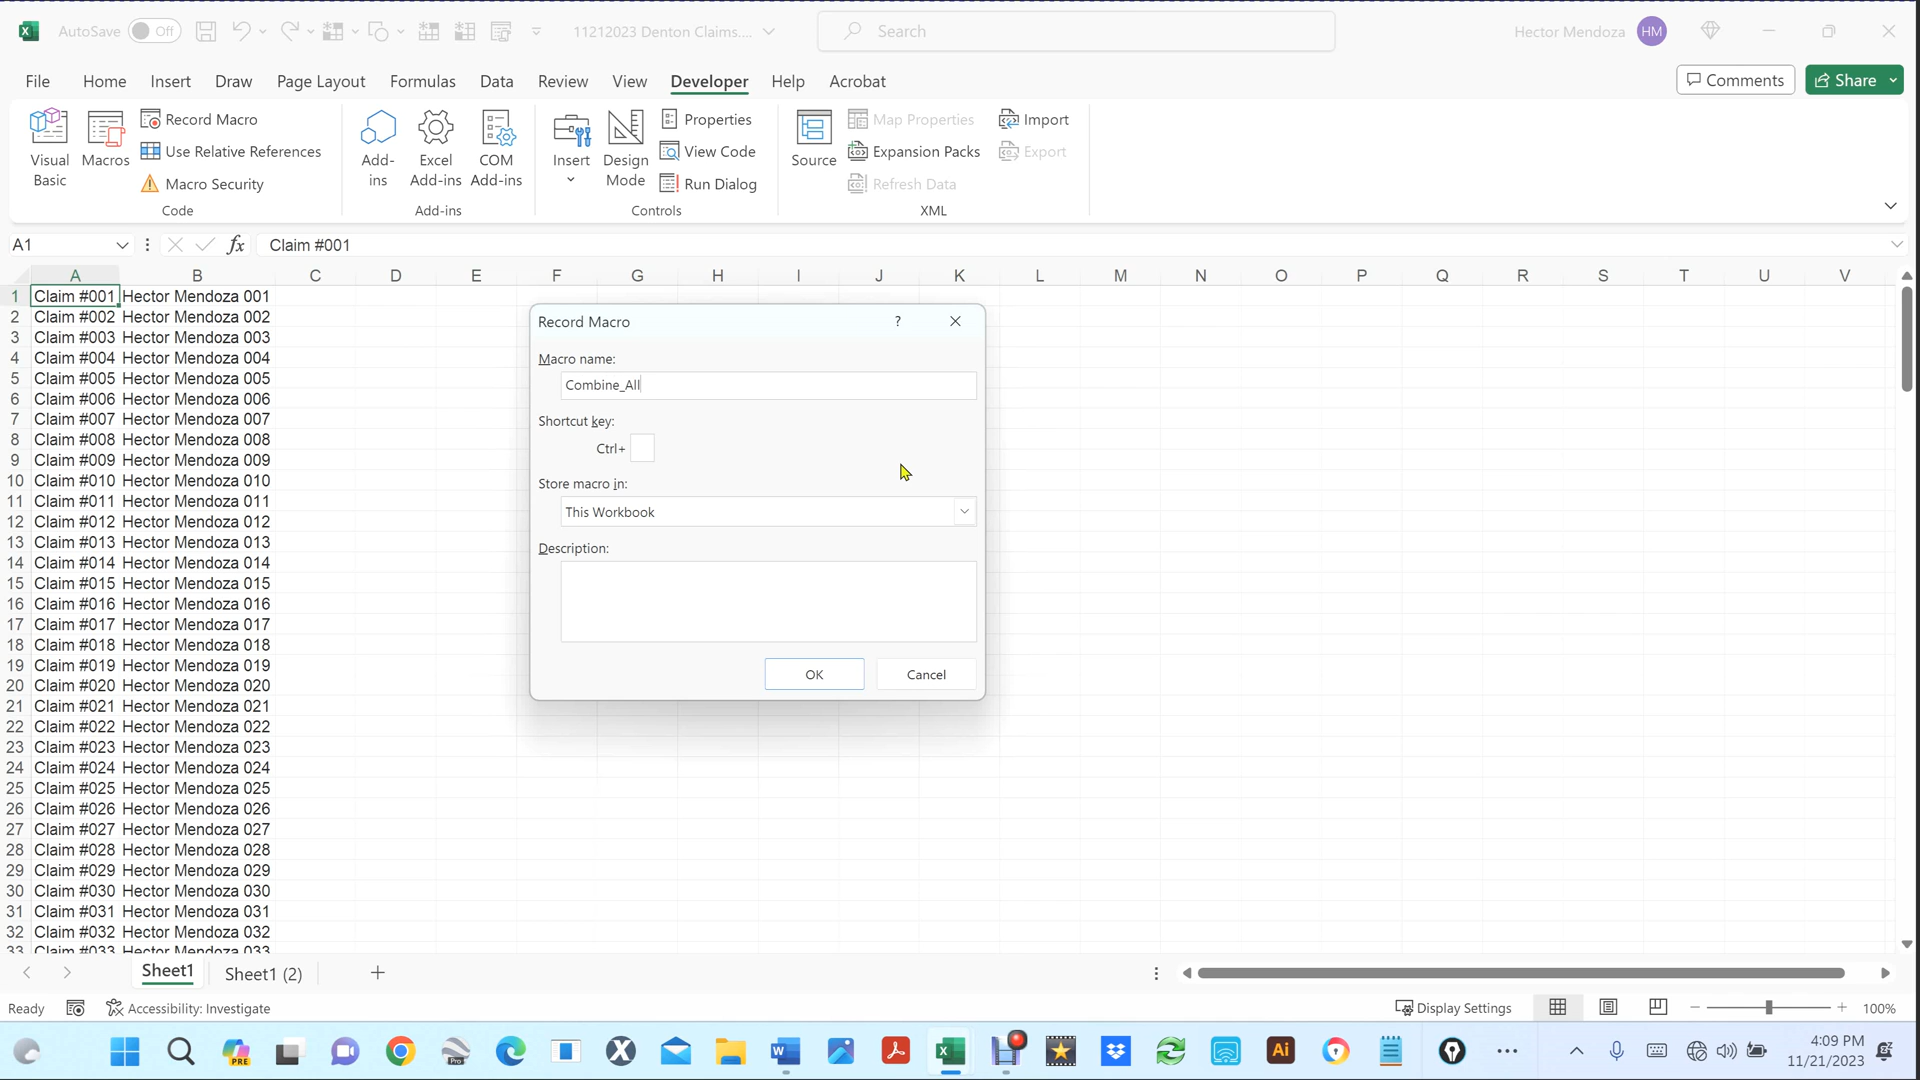 AutoSave Off 11212023 Denton Claims.... Search Hector Mendoza HM
File Home Insert Draw Page Layout Formulas Data Review View Developer Help Acrobat Comments Share
Visual Basic
Macros
Record Macro
Use Relative References
Macro Security
Code
Add-ins
Excel Add-ins
COM Add-ins
Add-ins
Insert
Design Mode
Properties
View Code
Run Dialog
Controls
Source
Map Properties
Expansion Packs
Refresh Data
Import
Export
XML
A1 fx Claim #001
A B C D E F G H I J K L M N O P Q R S T U V
1 Claim #001 Hector Mendoza 001
2 Claim #002 Hector Mendoza 002
3 Claim #003 Hector Mendoza 003
4 Claim #004 Hector Mendoza 004
5 Claim #005 Hector Mendoza 005
6 Claim #006 Hector Mendoza 006
7 Claim #007 Hector Mendoza 007
8 Claim #008 Hector Mendoza 008
9 Claim #009 Hector Mendoza 009
10 Claim #010 Hector Mendoza 010
11 Claim #011 Hector Mendoza 011
12 Claim #012 Hector Mendoza 012
13 Claim #013 Hector Mendoza 013
14 Claim #014 Hector Mendoza 014
15 Claim #015 Hector Mendoza 015
16 Claim #016 Hector Mendoza 016
17 Claim #017 Hector Mendoza 017
18 Claim #018 Hector Mendoza 018
19 Claim #019 Hector Mendoza 019
20 Claim #020 Hector Mendoza 020
21 Claim #021 Hector Mendoza 021
22 Claim #022 Hector Mendoza 022
23 Claim #023 Hector Mendoza 023
24 Claim #024 Hector Mendoza 024
25 Claim #025 Hector Mendoza 025
26 Claim #026 Hector Mendoza 026
27 Claim #027 Hector Mendoza 027
28 Claim #028 Hector Mendoza 028
29 Claim #029 Hector Mendoza 029
30 Claim #030 Hector Mendoza 030
31 Claim #031 Hector Mendoza 031
32 Claim #032 Hector Mendoza 032
33 Claim #033 Hector Mendoza 033
Record Macro ?
Macro name:
Combine_All
Shortcut key:
Ctrl+
Store macro in:
This Workbook
Description:
OK Cancel
Sheet1 Sheet1 (2)
Ready Accessibility: Investigate Display Settings 100%
PRE Pro W Ai 4:09 PM
11/21/2023